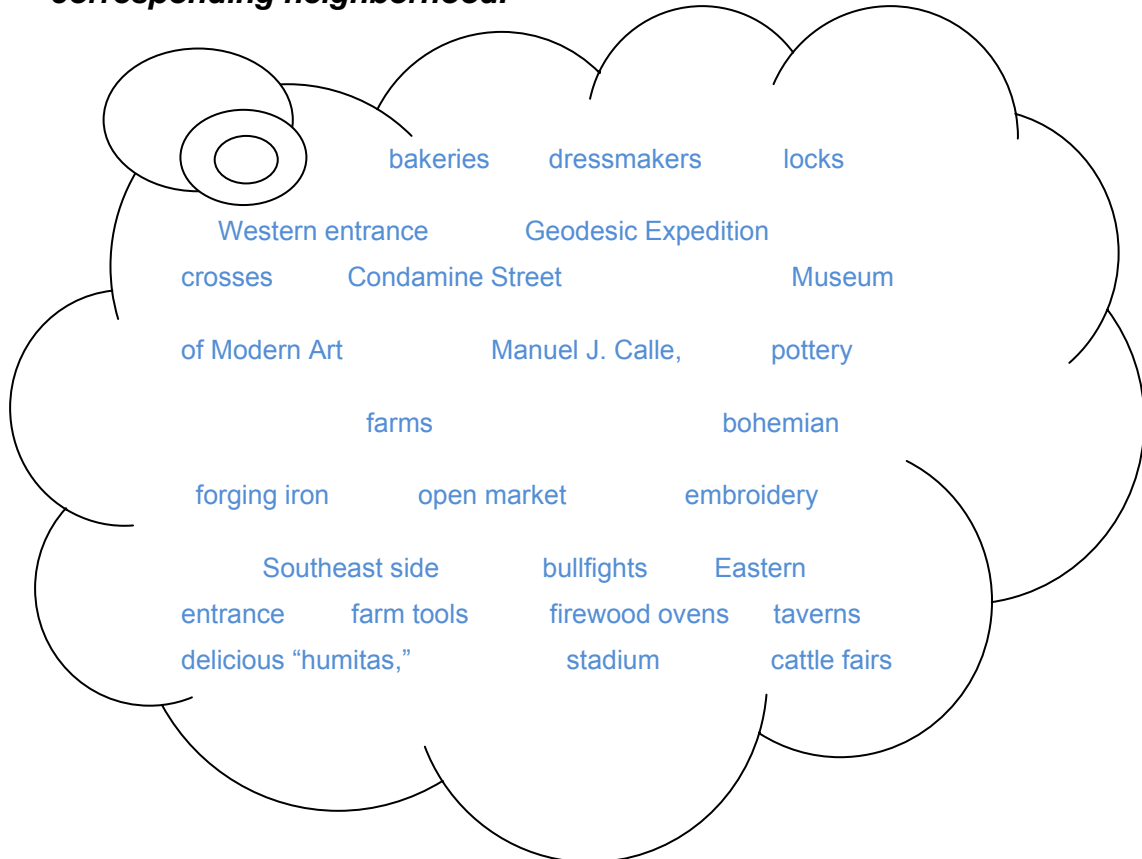 corresponding neighborhood.
bakeries dressmakers locks
Western entrance Geodesic Expedition
crosses Condamine Street Museum
of Modern Art Manuel J. Calle, pottery
farms bohemian
forging iron open market embroidery
Southeast side bullfights Eastern
entrance farm tools firewood ovens taverns
delicious “humitas,” stadium cattle fairs